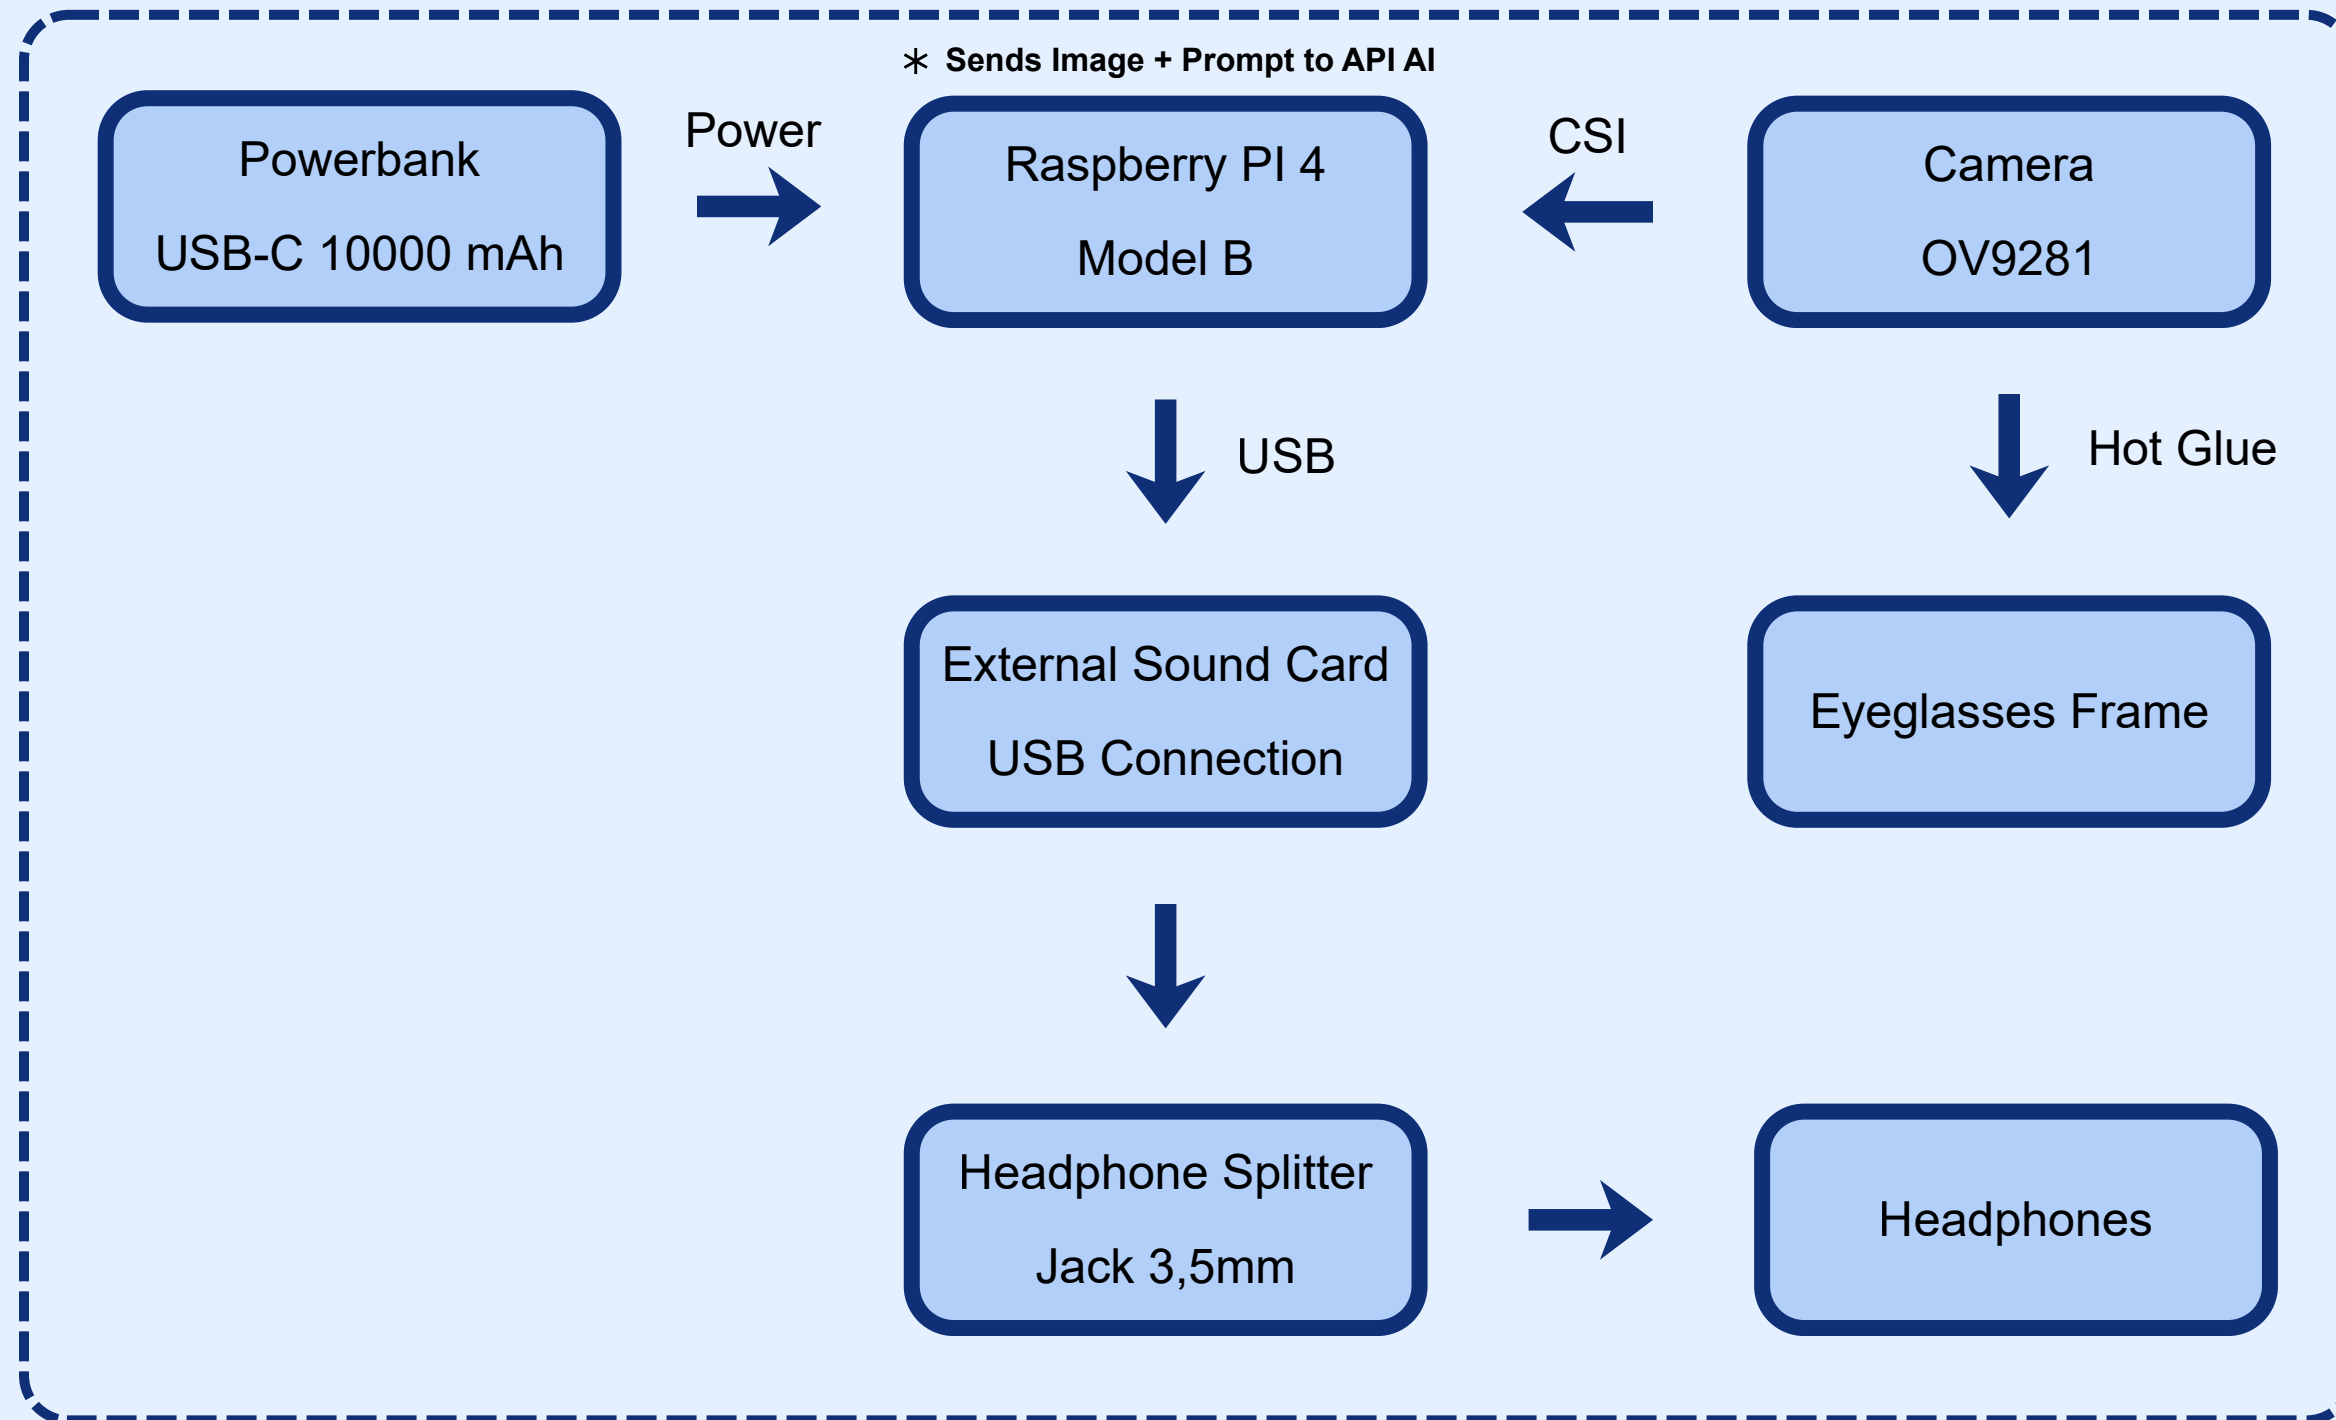 * Sends Image + Prompt to API AI
Powerbank
USB-C 10000 mAh
Power
Raspberry PI 4
Model B
CSI
Camera
OV9281
USB
Hot Glue
External Sound Card
USB Connection
Eyeglasses Frame
Headphone Splitter
Jack 3,5mm
Headphones